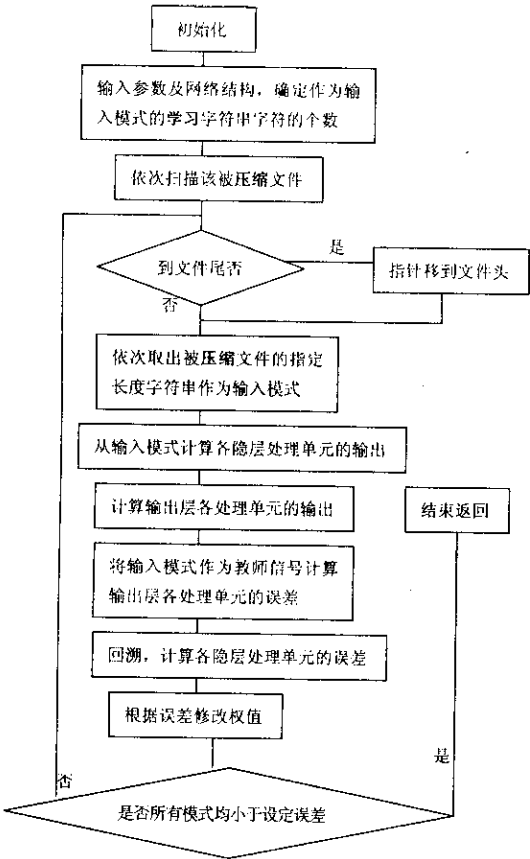 初始化
输入参数及网络结构，确定作为输
入模式的学习字符串字符的个数
依次扫描该被压缩文件
到文件尾否
是
指针移到文件头
否
依次取出被压缩文件的指定
长度字符串作为输入模式
从输入模式计算各隐层处理单元的输出
计算输出层各处理单元的输出
结束返回
将输入模式作为教师信号计算
输出层各处理单元的误差
回溯，计算各隐层处理单元的误差
根据误差修改权值
是
否
是否所有模式均小于设定误差